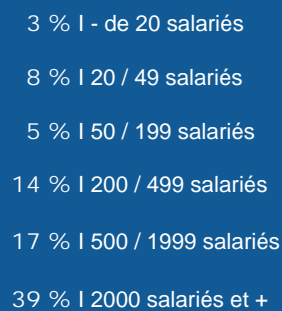 3 % I - de 20 salariés
8 % I 20 / 49 salariés
5 % I 50 / 199 salariés
14 % I 200 / 499 salariés
17 % I 500 / 1999 salariés
39 % I 2000 salariés et +